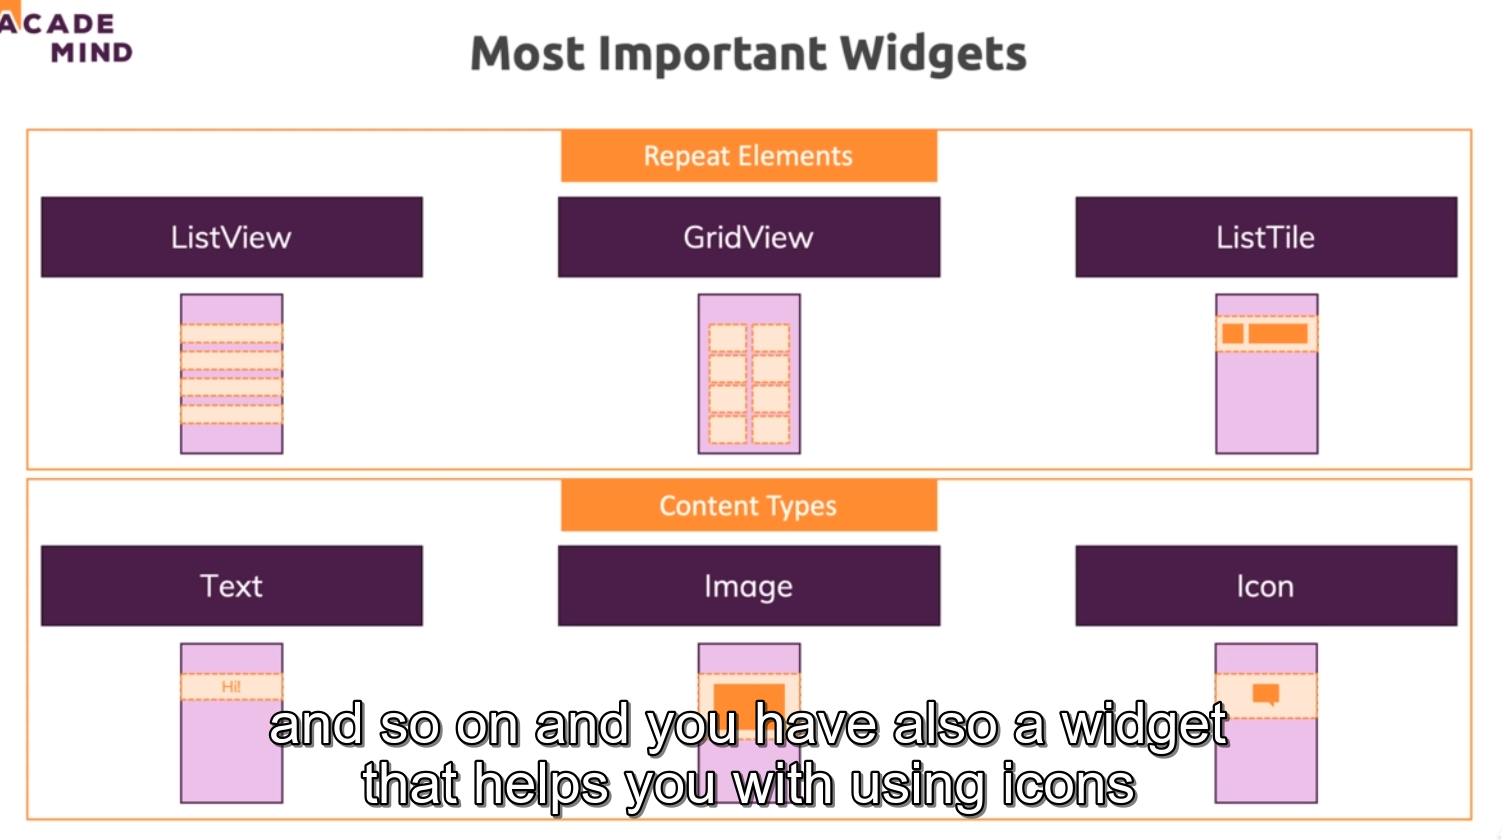 ACADE
MIND
Most Important Widgets
Repeat Elements
ListView
GridView
ListTile
Content Types
Text
Image
Icon
Hi!
and so on and you have also a widget
that helps you with using icons